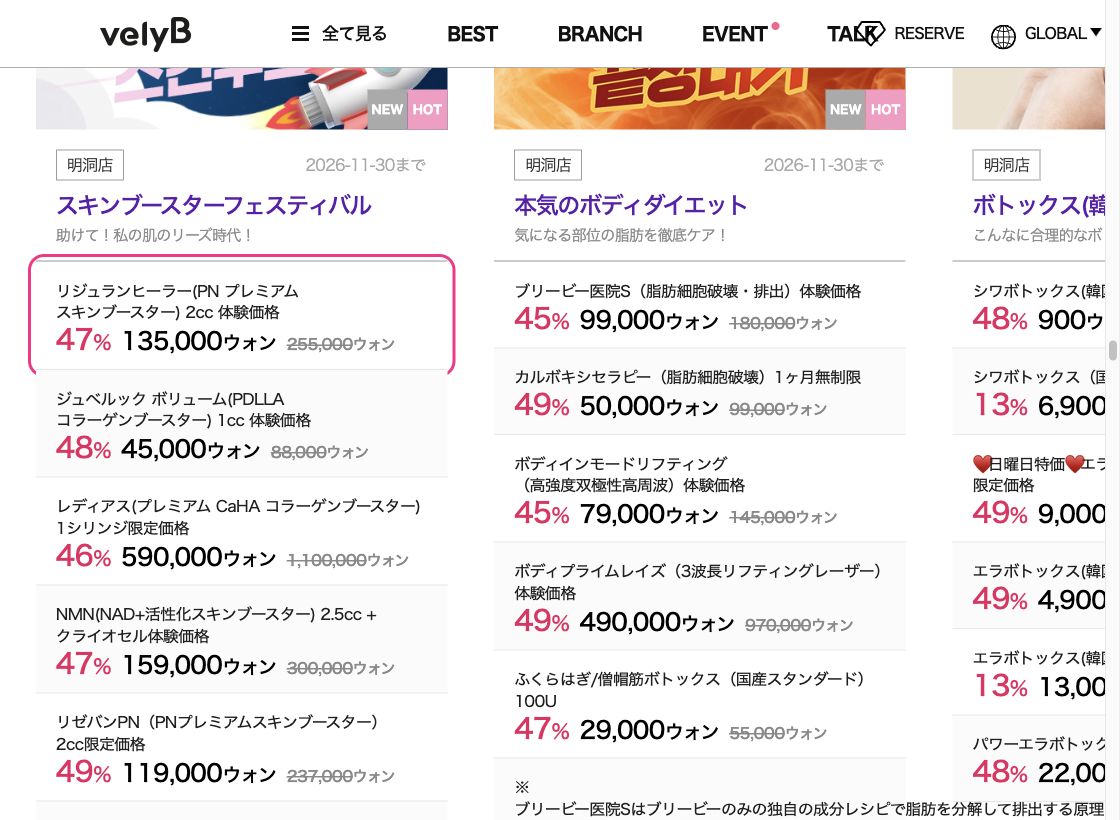 velyB
全て見る
BEST
BRANCH
EVENT
TALK
RESERVE
GLOBAL▼
NEW HOT
明洞店
2026-11-30まで
スキンブースターフェスティバル
助けて！私の肌のリーズ時代！
リジュランヒーラー(PN プレミアム
スキンブースター) 2cc 体験価格
47% 135,000ウォン 255,000ウォン
ジュベルック ボリューム(PDLLA
コラーゲンブースター) 1cc 体験価格
48% 45,000ウォン 88,000ウォン
レディアス(プレミアム CaHA コラーゲンブースター)
1シリンジ限定価格
46% 590,000ウォン 1,100,000ウォン
NMN(NAD+活性化スキンブースター) 2.5cc +
クライオセル体験価格
47% 159,000ウォン 300,000ウォン
リゼバンPN（PNプレミアムスキンブースター）
2cc限定価格
49% 119,000ウォン 237,000ウォン
NEW HOT
明洞店
2026-11-30まで
本気のボディダイエット
気になる部位の脂肪を徹底ケア！
ブリービー医院S（脂肪細胞破壊・排出）体験価格
45% 99,000ウォン 180,000ウォン
カルボキシセラピー（脂肪細胞破壊）1ヶ月無制限
49% 50,000ウォン 99,000ウォン
ボディインモードリフティング
（高強度双極性高周波）体験価格
45% 79,000ウォン 145,000ウォン
ボディプライムレイズ（3波長リフティングレーザー）
体験価格
49% 490,000ウォン 970,000ウォン
ふくらはぎ/僧帽筋ボトックス（国産スタンダード）
100U
47% 29,000ウォン 55,000ウォン
※
ブリービー医院Sはブリービーのみの独自の成分レシピで脂肪を分解して排出する原理
明洞店
ボトックス(韓
こんなに合理的なボ
シワボトックス(韓
48% 900ウ
シワボトックス（国
13% 6,900
❤️日曜日特価❤️エラ
限定価格
49% 9,000
エラボトックス(韓
49% 4,900
エラボトックス(韓
13% 13,00
パワーエラボトック
48% 22,00